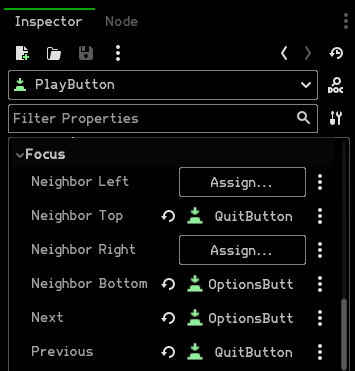 Inspector Node
PlayButton
DOC
Filter Properties
Focus
Neighbor Left Assign...
Neighbor Top QuitButton
Neighbor Right Assign...
Neighbor Bottom OptionsButt
Next OptionsButt
Previous QuitButton